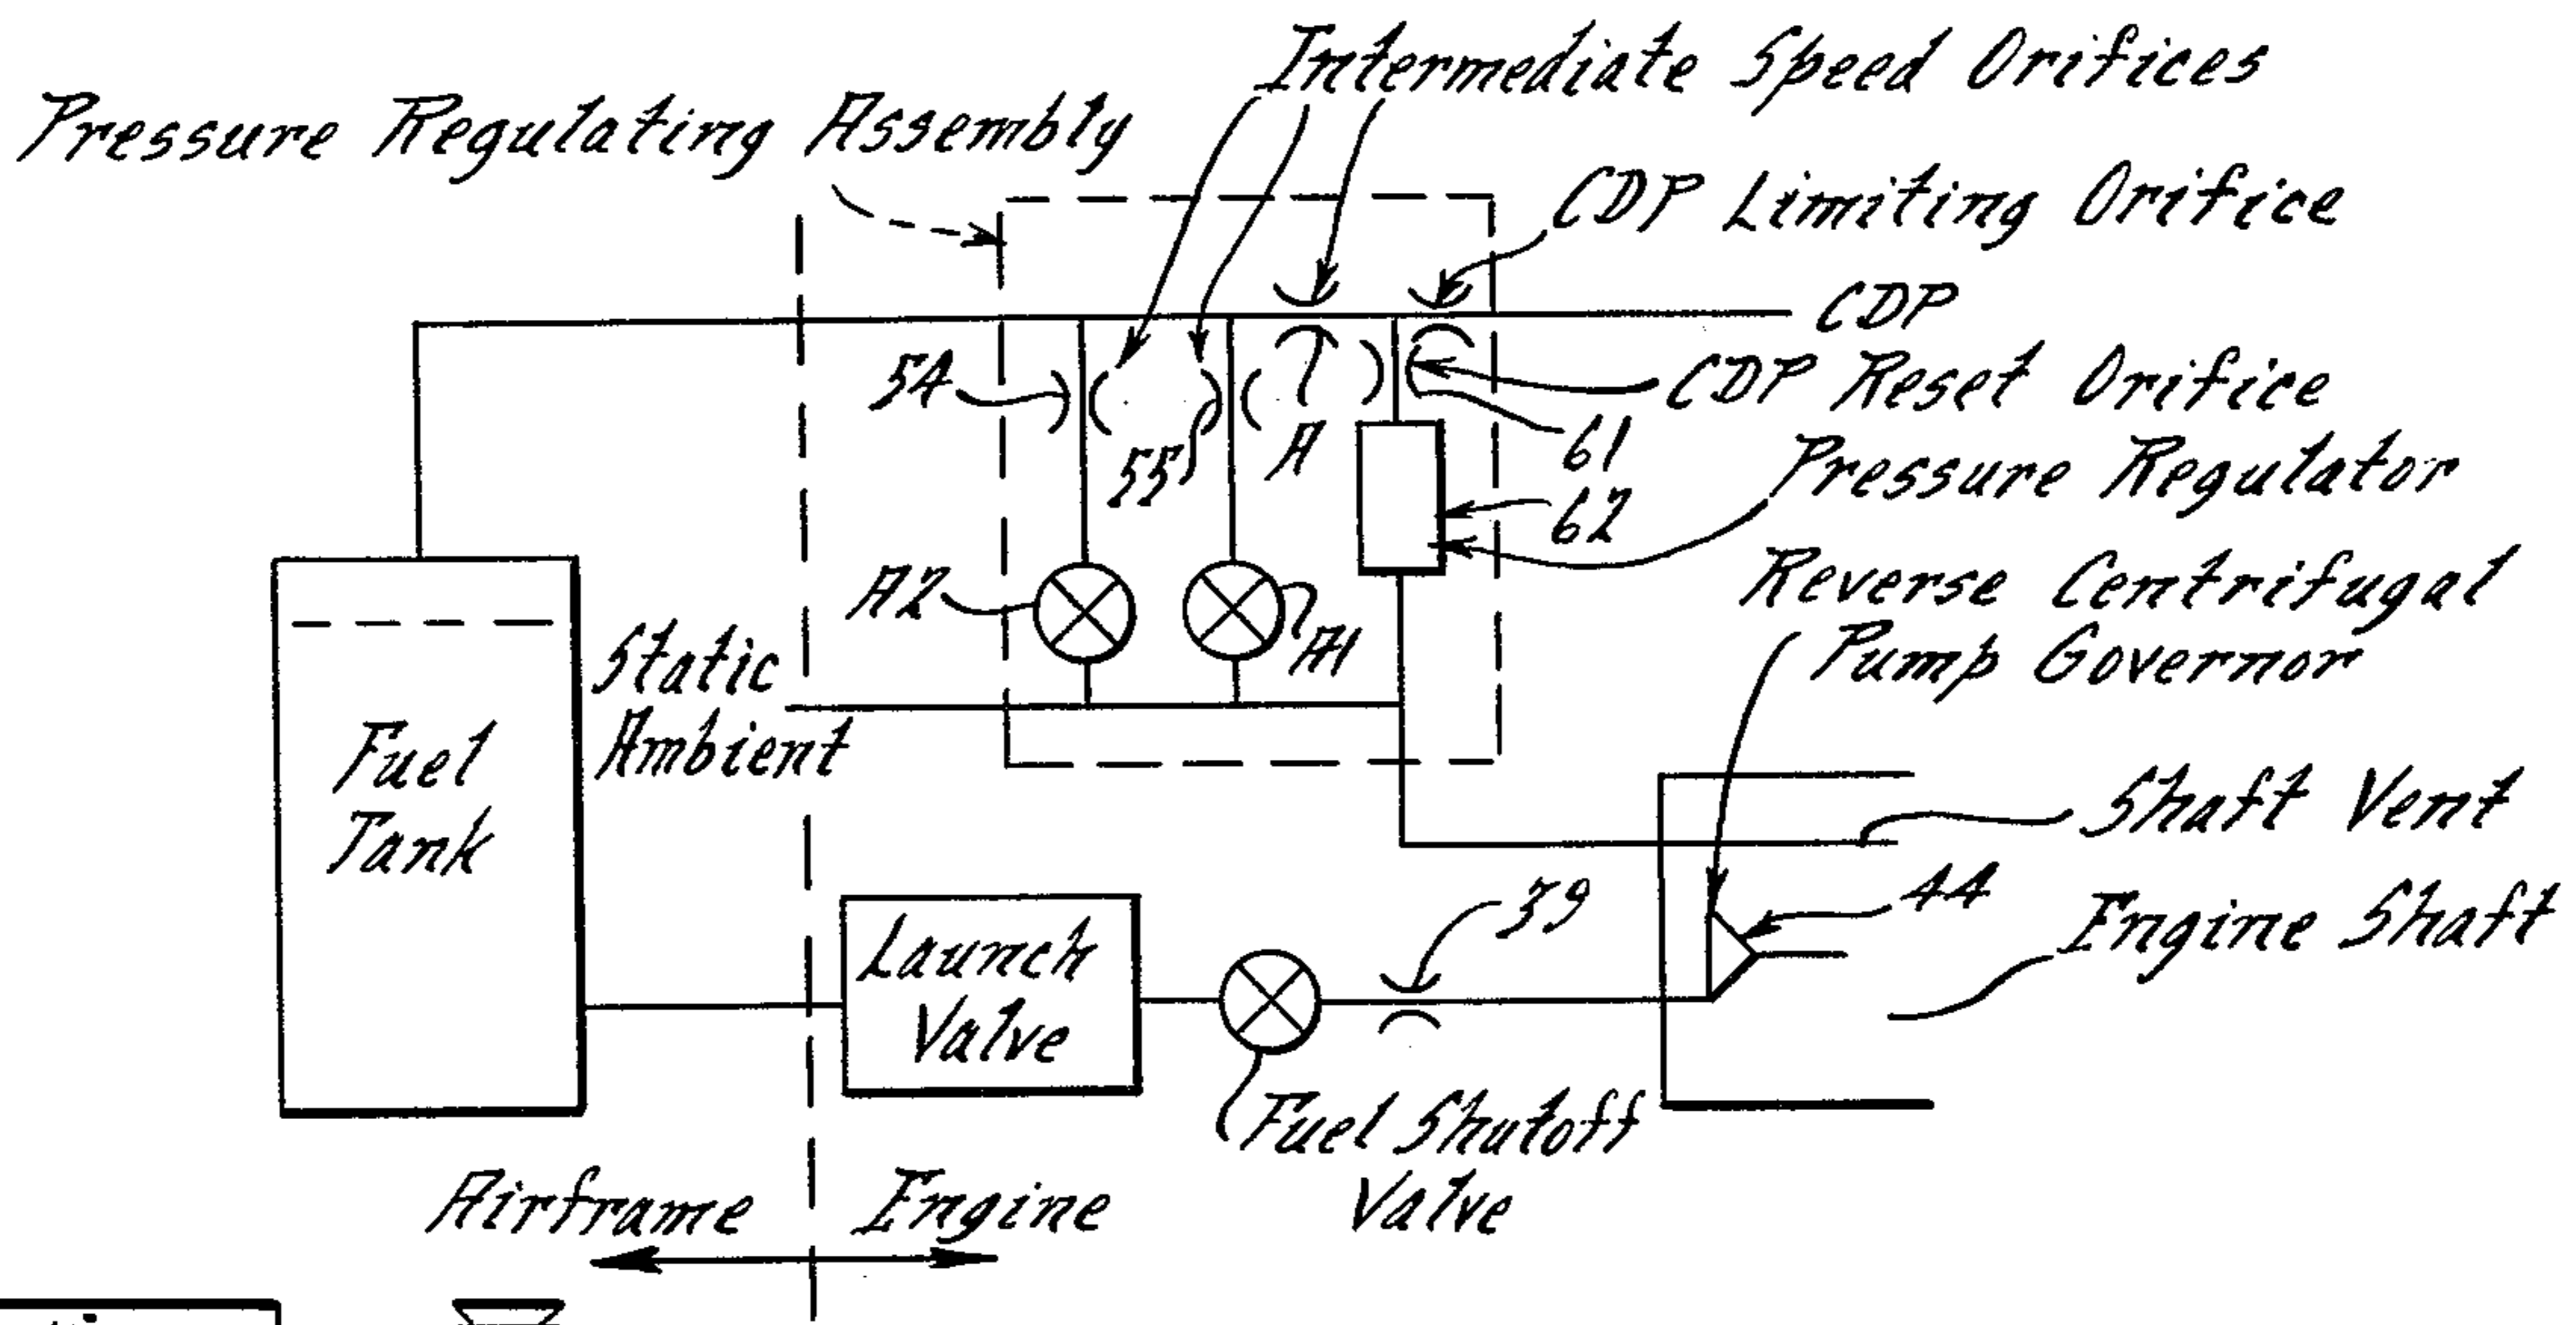 Intermediate Speed Orifices
Pressure Regulating Assembly
CDP Limiting Orifice
CDP
54
CDP Reset Orifice
55
A
61
Pressure Regulator
62
Reverse Centrifugal
Pump Governor
A2
A1
Static
Ambient
Fuel
Tank
Shaft Vent
44
39
Engine Shaft
Launch
Valve
Fuel Shutoff
Valve
Airframe
Engine